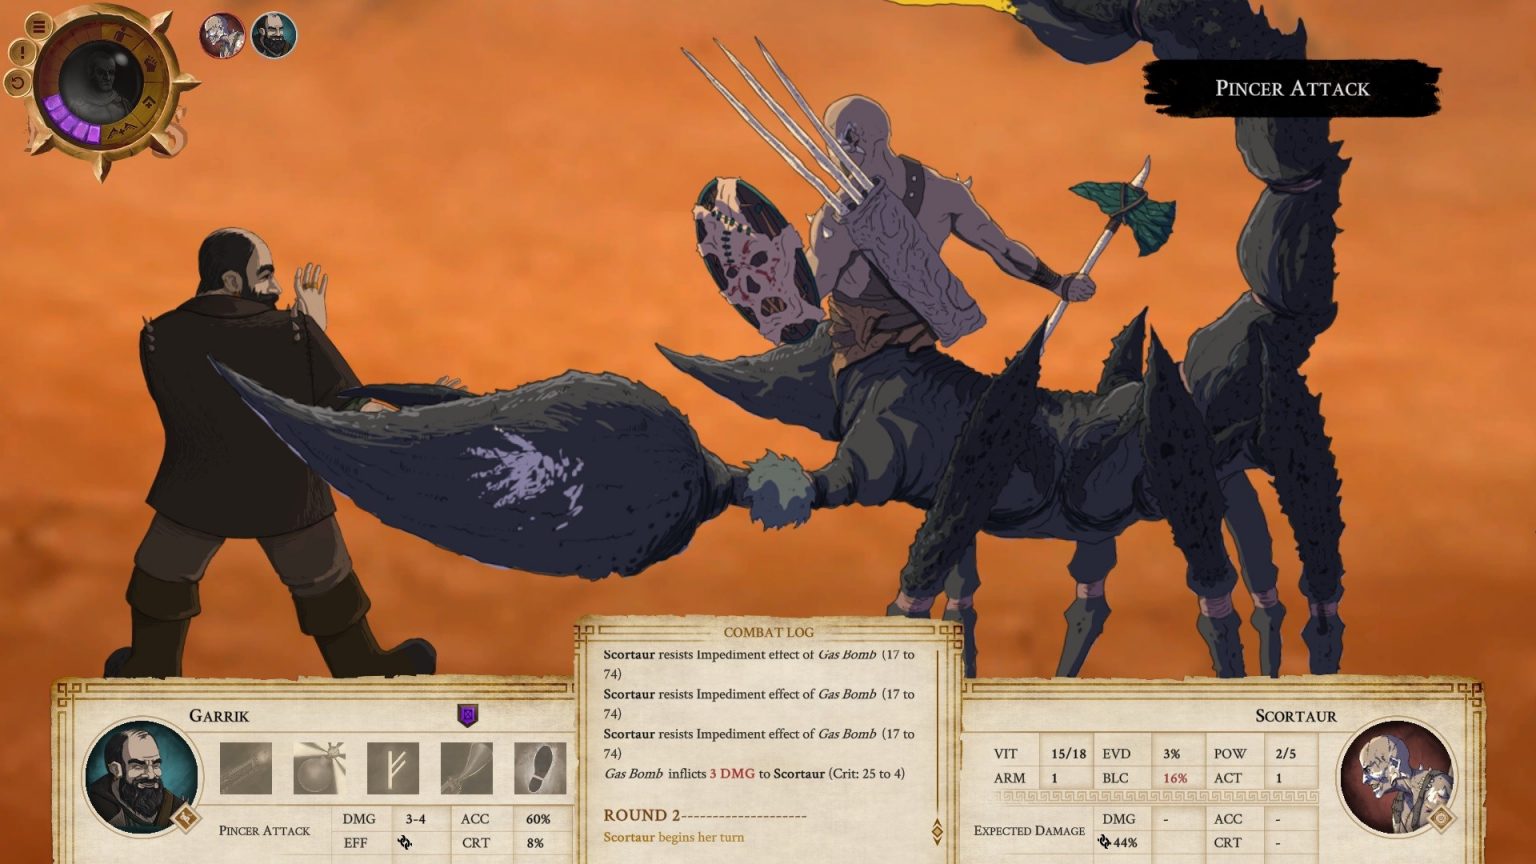 PINCER ATTACK
COMBAT LOG
Scortaur resists Impediment effect of Gas Bomb (17 to
74)
Scortaur resists Impediment effect of Gas Bomb (17 to
74)
Scortaur resists Impediment effect of Gas Bomb (17 to
74)
Gas Bomb inflicts 3 DMG to Scortaur (Crit: 25 to 4)
ROUND 2--------------------
Scortaur begins her turn
GARRIK
PINCER ATTACK
DMG 3-4 ACC 60%
EFF CRT 8%
SCORTAUR
VIT 15/18 EVD 3% POW 2/5
ARM 1 BLC 16% ACT 1
EXPECTED DAMAGE
DMG - ACC -
44% CRT -